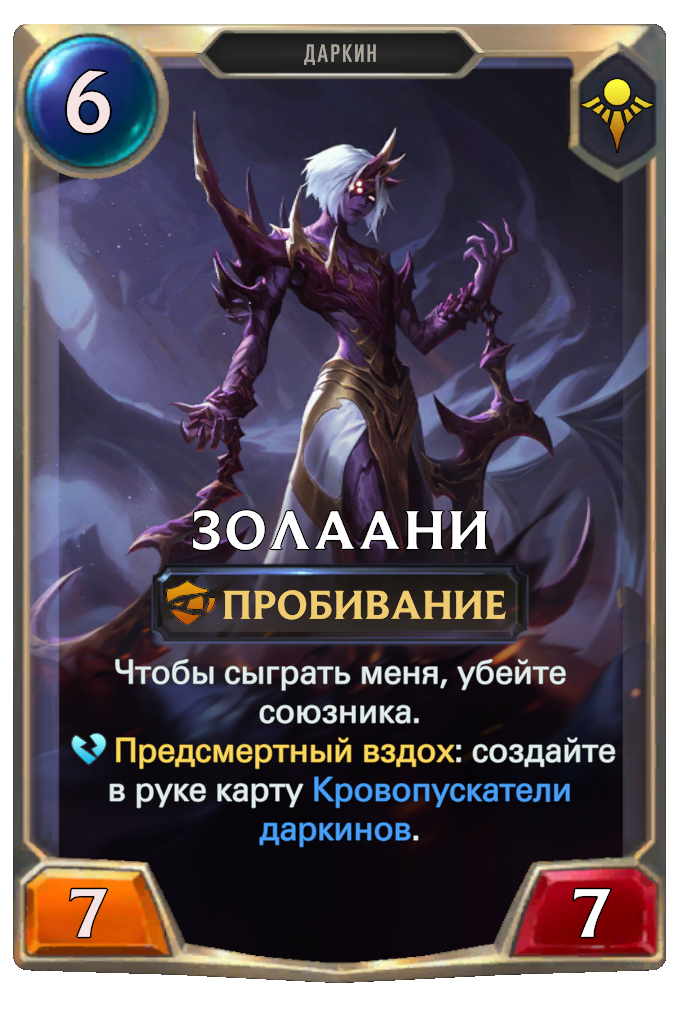 ДАРКИН
6
ЗОЛААНИ
ПРОБИВАНИЕ
Чтобы сыграть меня, убейте
союзника.
Предсмертный вздох: создайте
в руке карту Кровопускатели
даркинов.
7
7